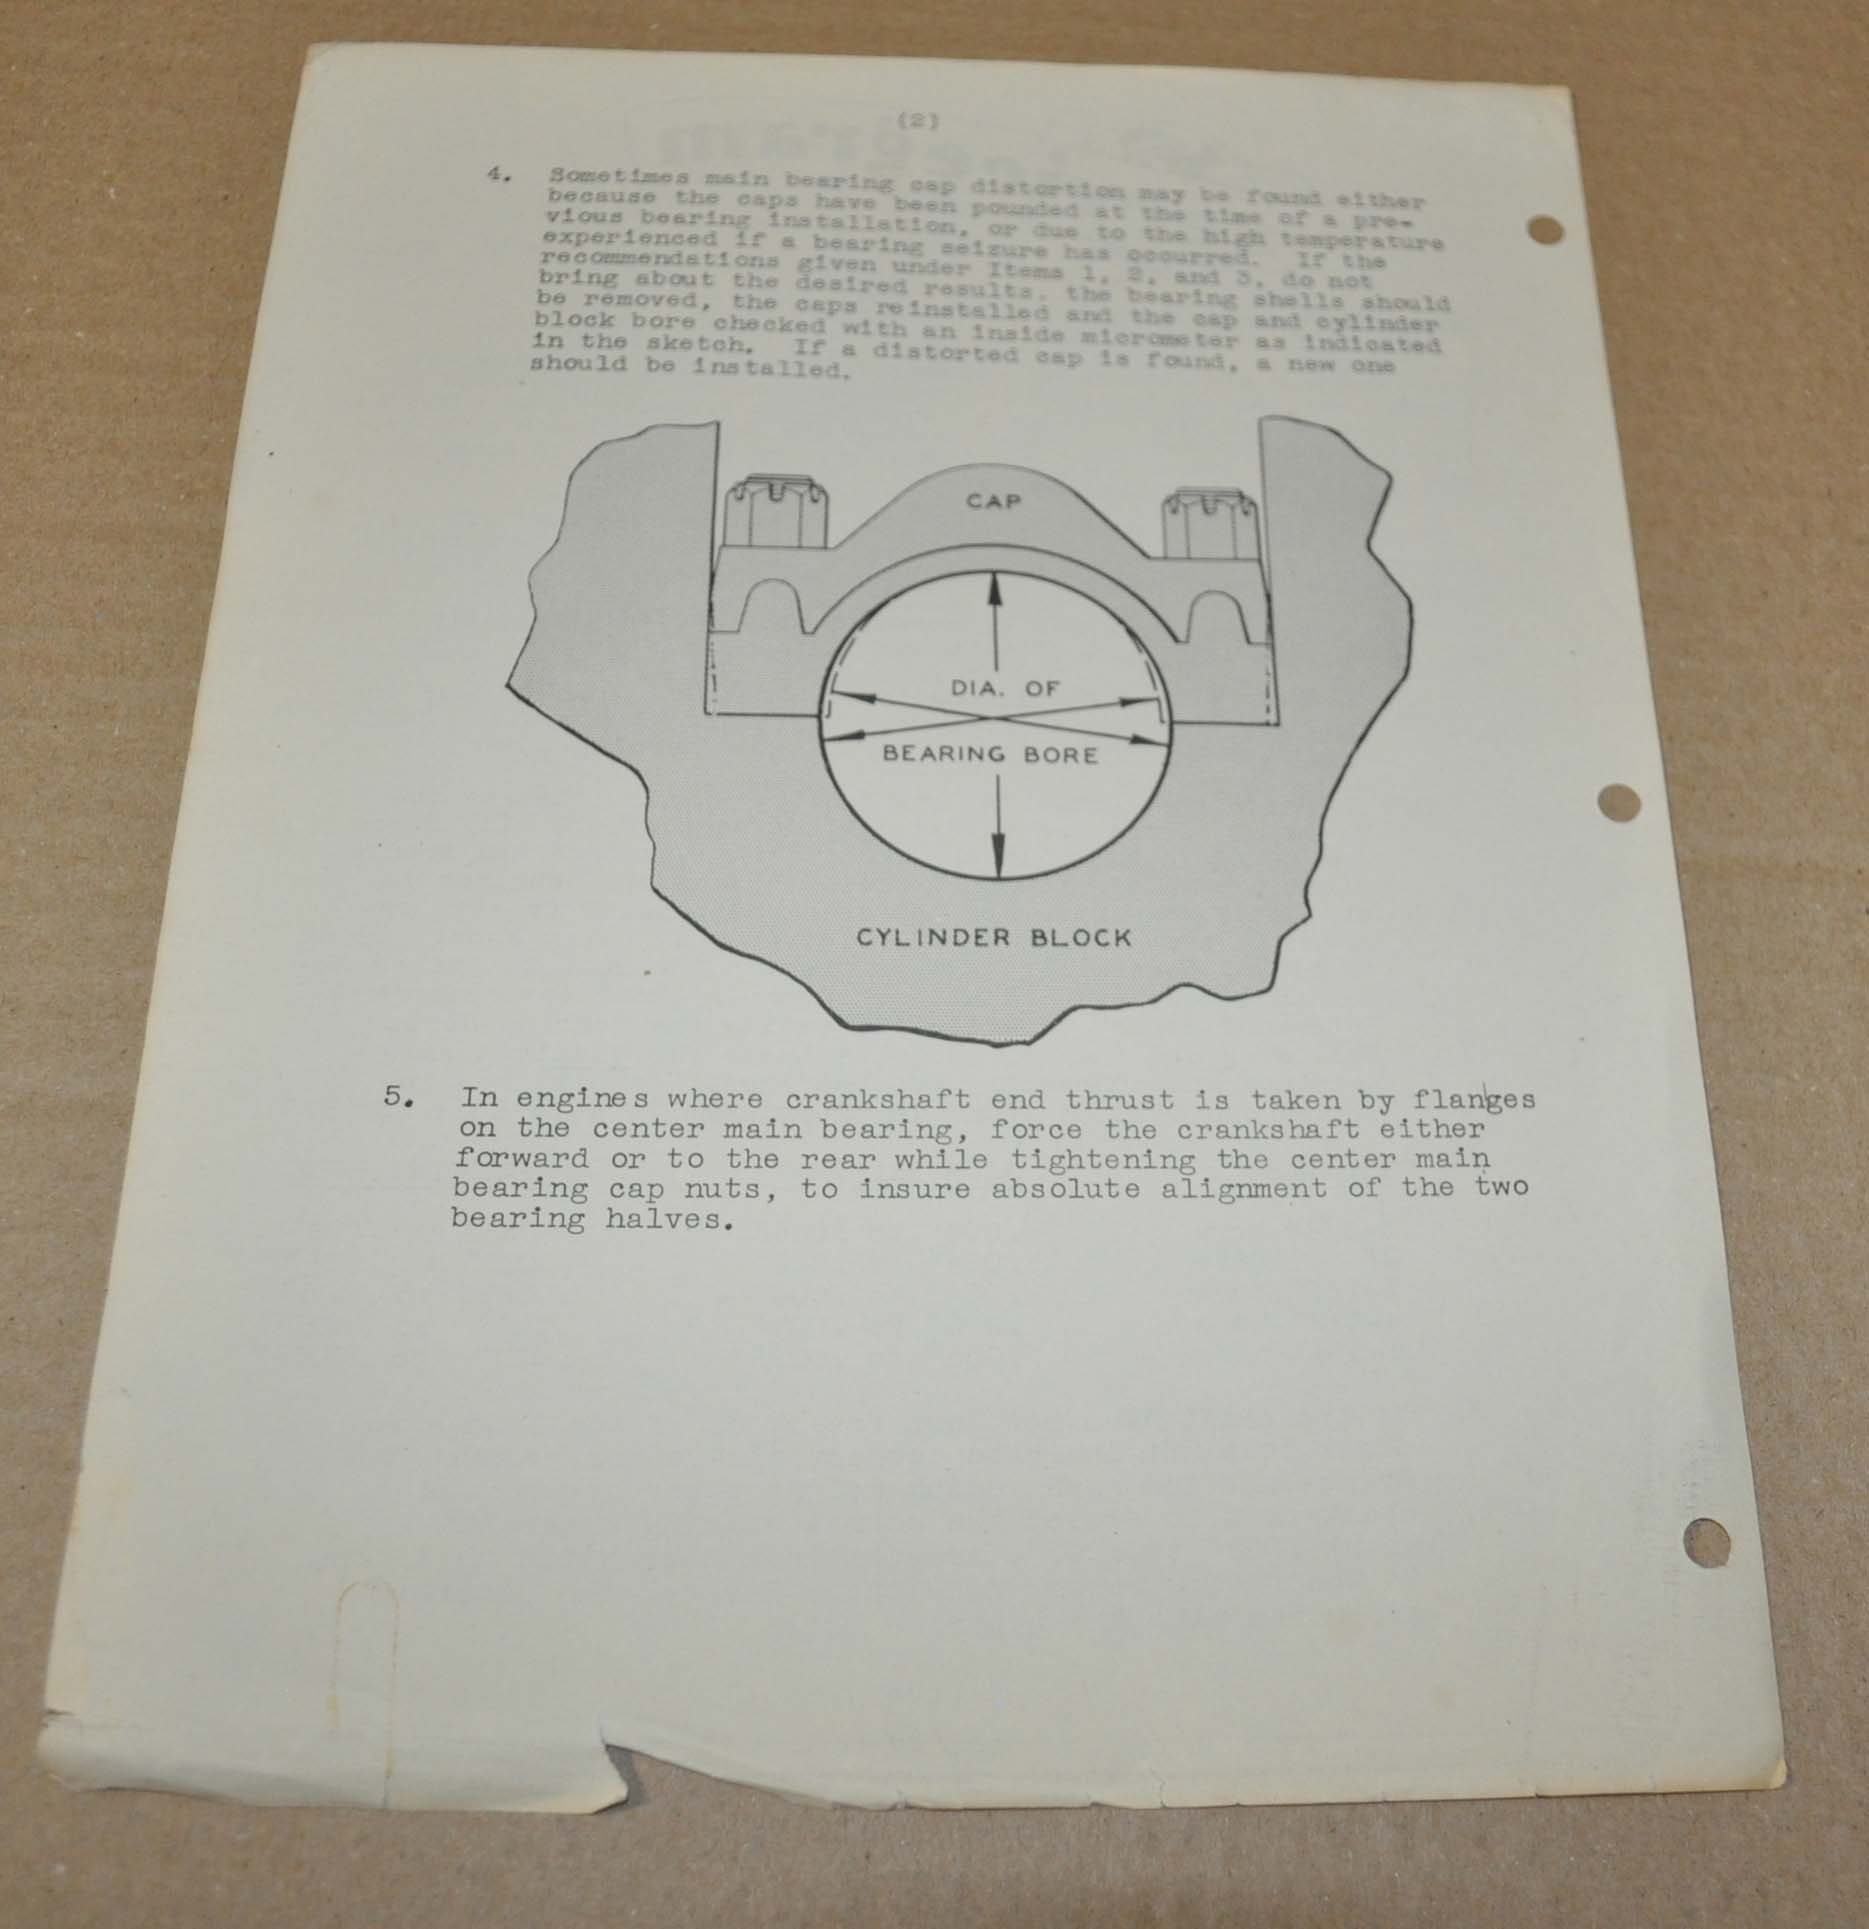 (2)
4. Sometimes main bearing cap distortion may be found either
because the caps have been pounded at the time of a pre-
vious bearing installation, or due to the high temperature
experienced if a bearing seizure has occurred. If the
recommendations given under Items 1, 2, and 3, do not
bring about the desired results, the bearing shells should
be removed, the caps reinstalled and the cap and cylinder
block bore checked with an inside micrometer as indicated
in the sketch. If a distorted cap is found, a new one
should be installed.
CAP
DIA. OF
BEARING BORE
CYLINDER BLOCK
5. In engines where crankshaft end thrust is taken by flanges
on the center main bearing, force the crankshaft either
forward or to the rear while tightening the center main
bearing cap nuts, to insure absolute alignment of the two
bearing halves.